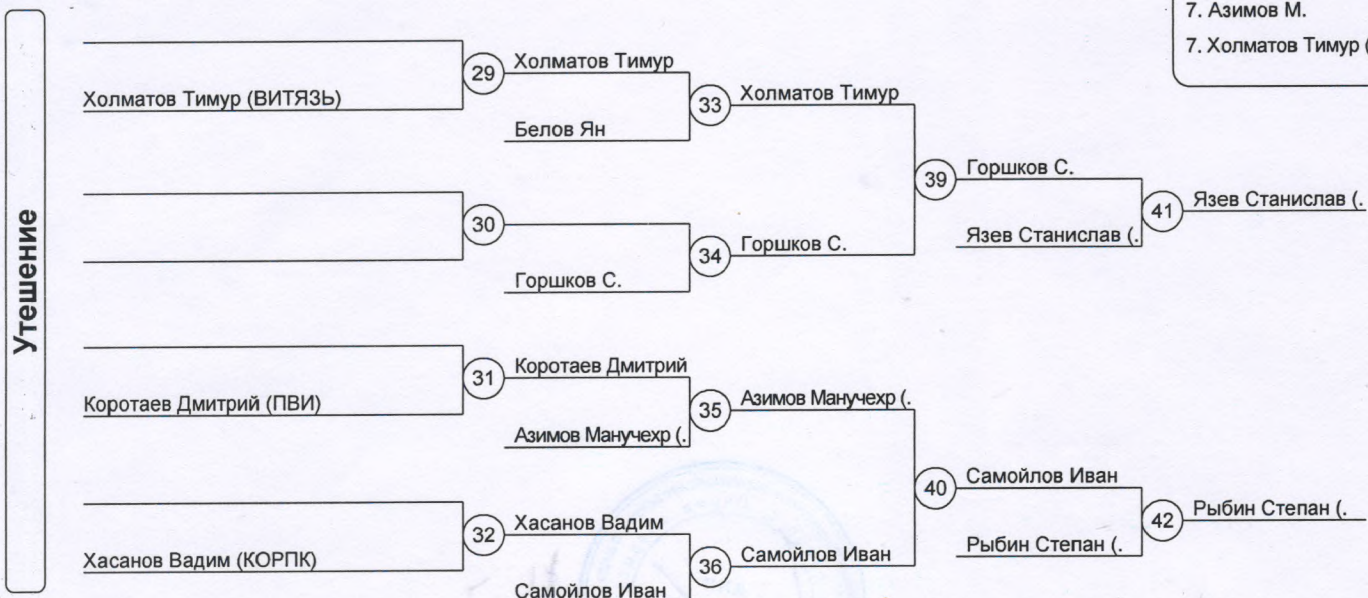 7. Азимов М.
7. Холматов Тимур (
Утешение
Холматов Тимур (ВИТЯЗЬ)
29
Холматов Тимур
Белов Ян
33
Холматов Тимур
30
Горшков С.
34
Горшков С.
39
Горшков С.
Язев Станислав (.
41
Язев Станислав (.
Коротаев Дмитрий (ПВИ)
31
Коротаев Дмитрий
Азимов Манучехр (.
35
Азимов Манучехр (.
Хасанов Вадим (КОРПК)
32
Хасанов Вадим
Самойлов Иван
36
Самойлов Иван
40
Самойлов Иван
Рыбин Степан (.
42
Рыбин Степан (.